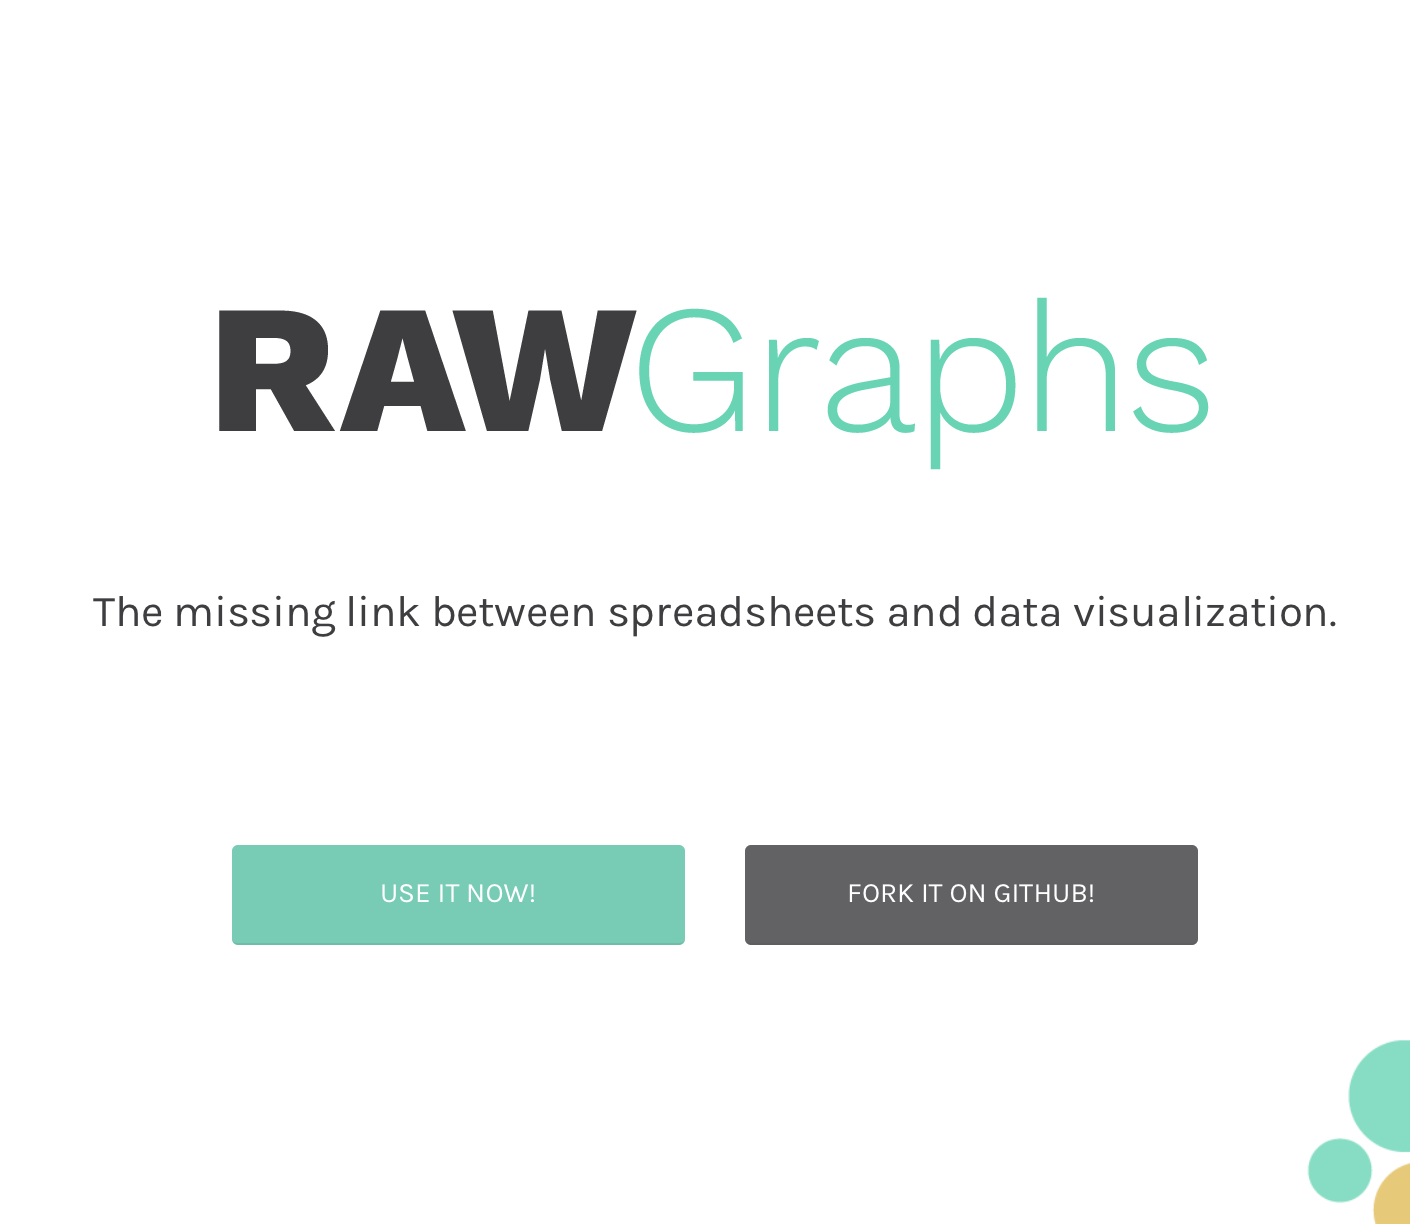 RAWGraphs
The missing link between spreadsheets and data visualization.
USE IT NOW!
FORK IT ON GITHUB!